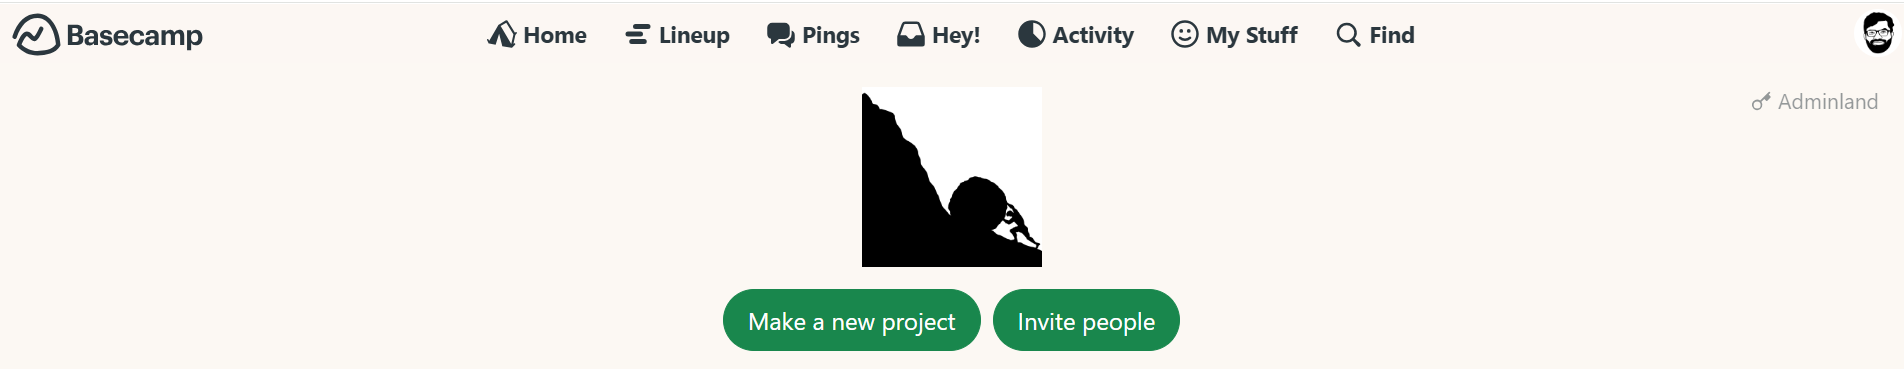 Basecamp Home Lineup Pings Hey! Activity My Stuff Find
Adminland
Make a new project Invite people